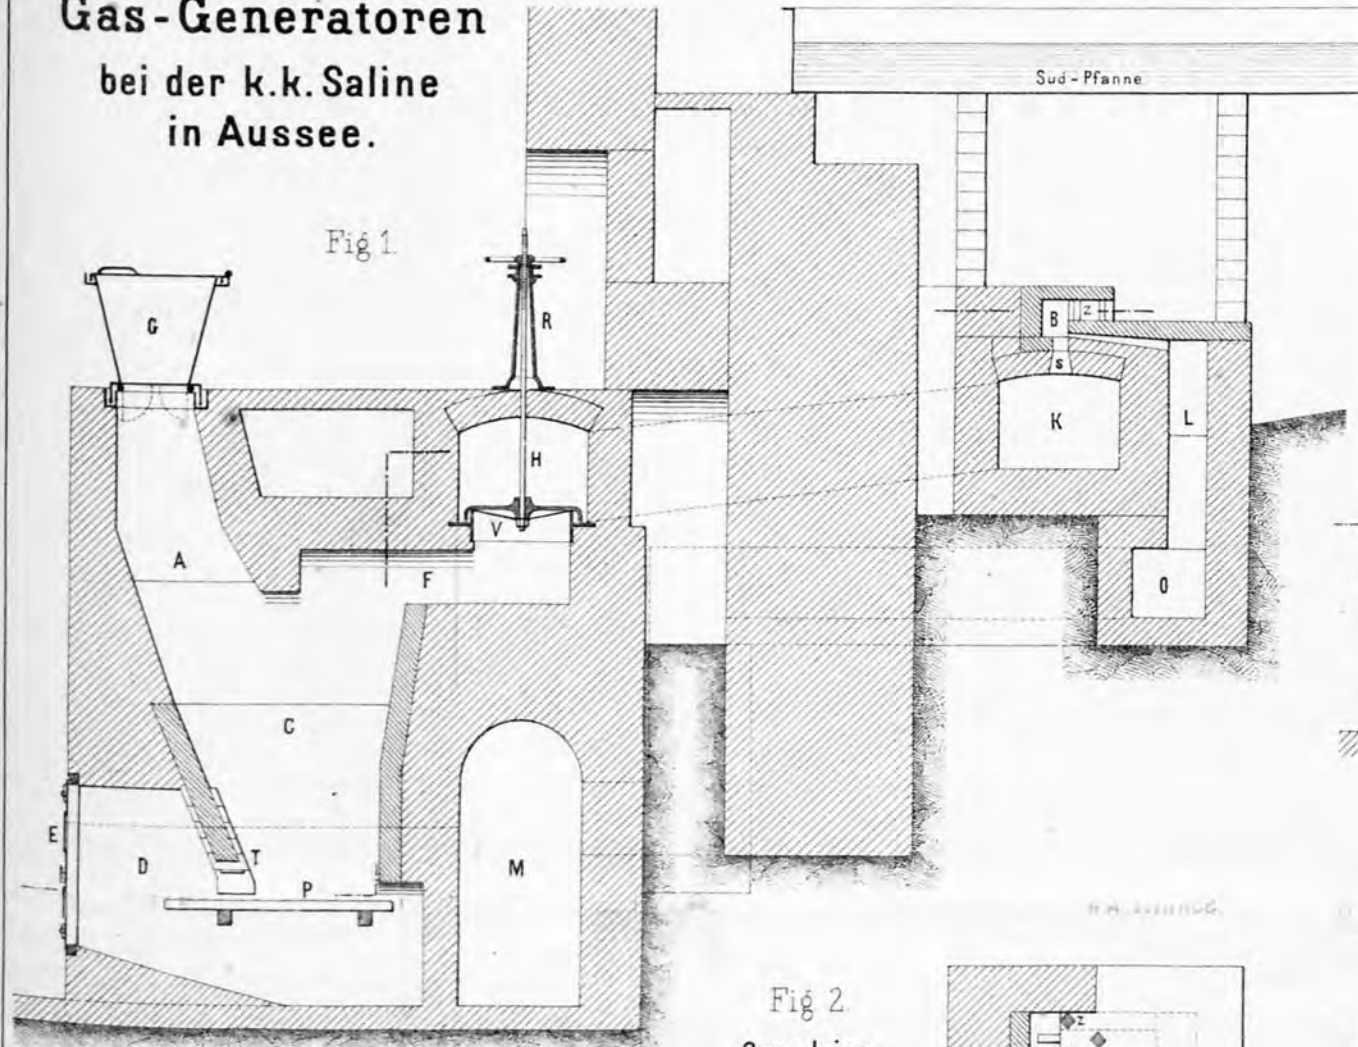 Gas-Generatoren
bei der k.k. Saline
in Aussee.
Sud-Pfanne
Fig 1.
G
R
B
z
s
K
L
H
V
A
F
O
C
E
D
T
P
M
Fig 2
z